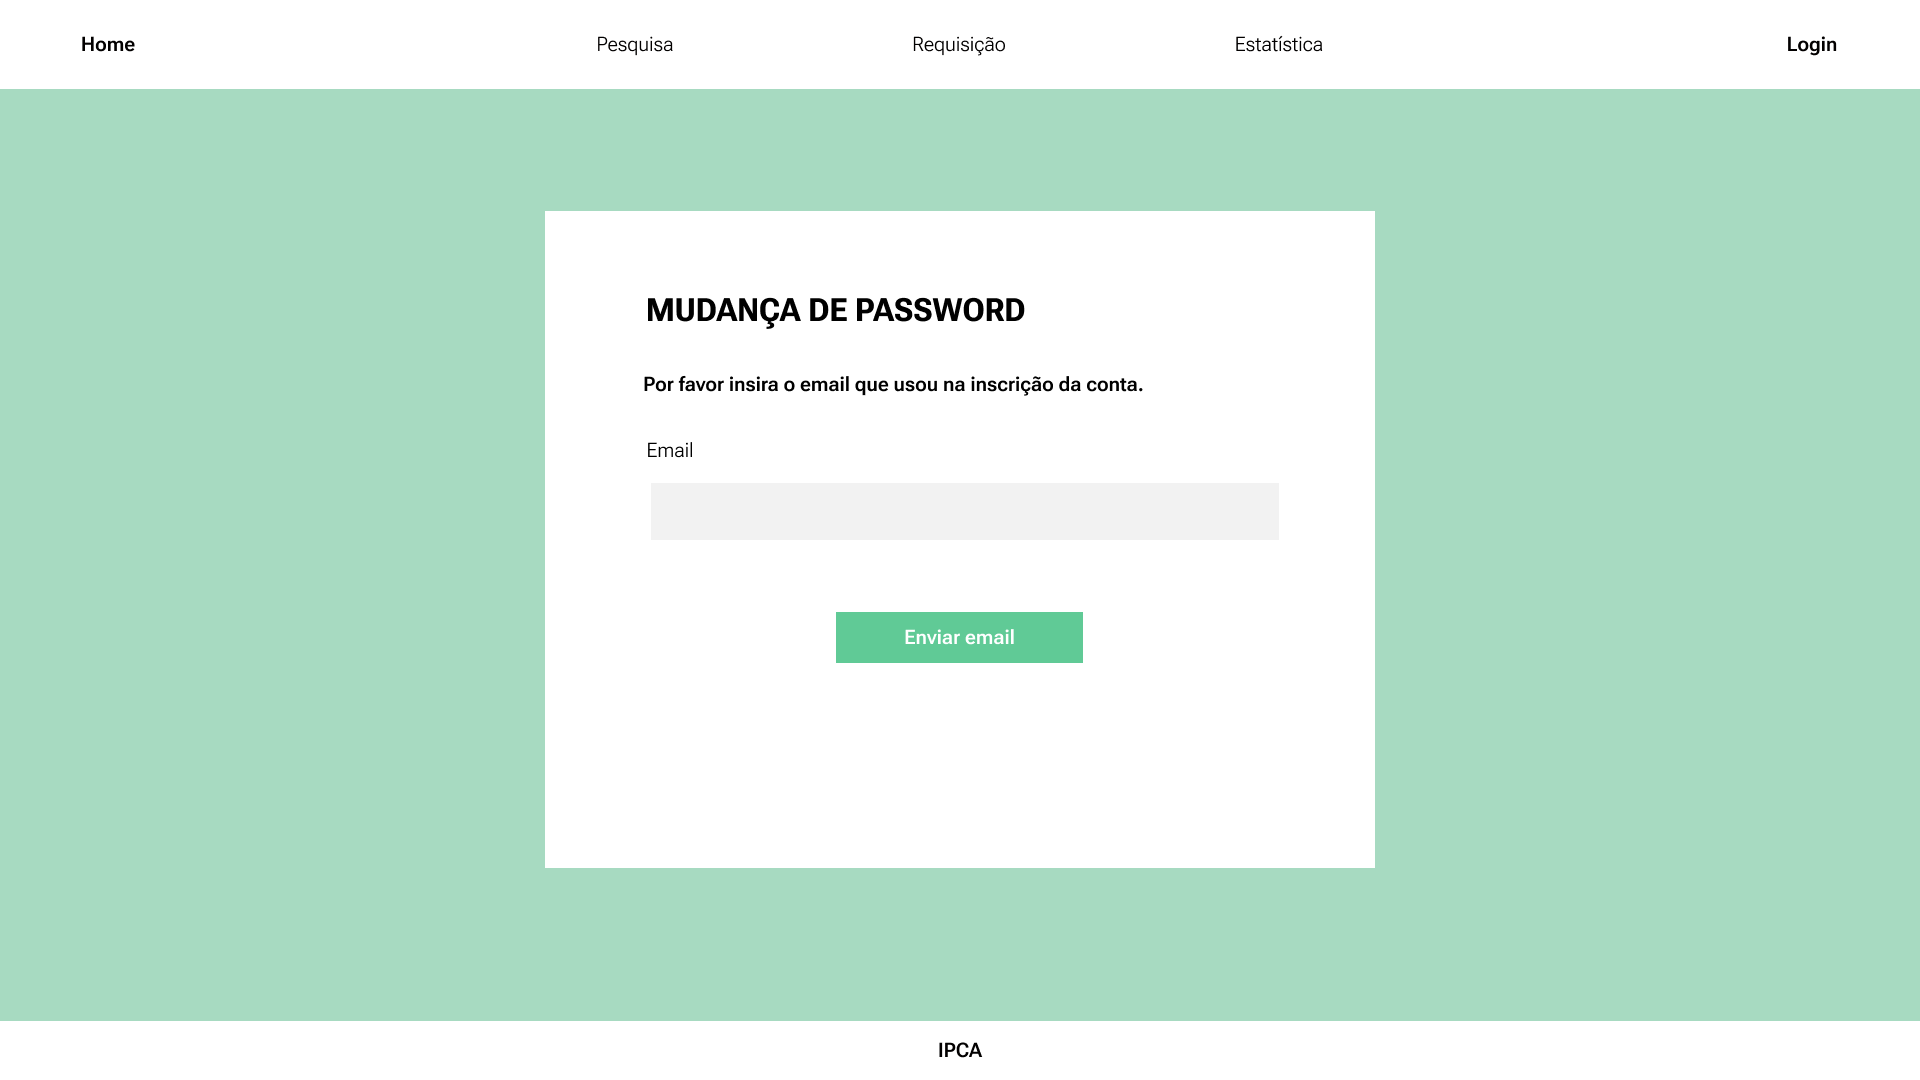 Home
Pesquisa
Requisição
Estatística
Login
MUDANÇA DE PASSWORD
Por favor insira o email que usou na inscrição da conta.
Email
Enviar email
IPCA